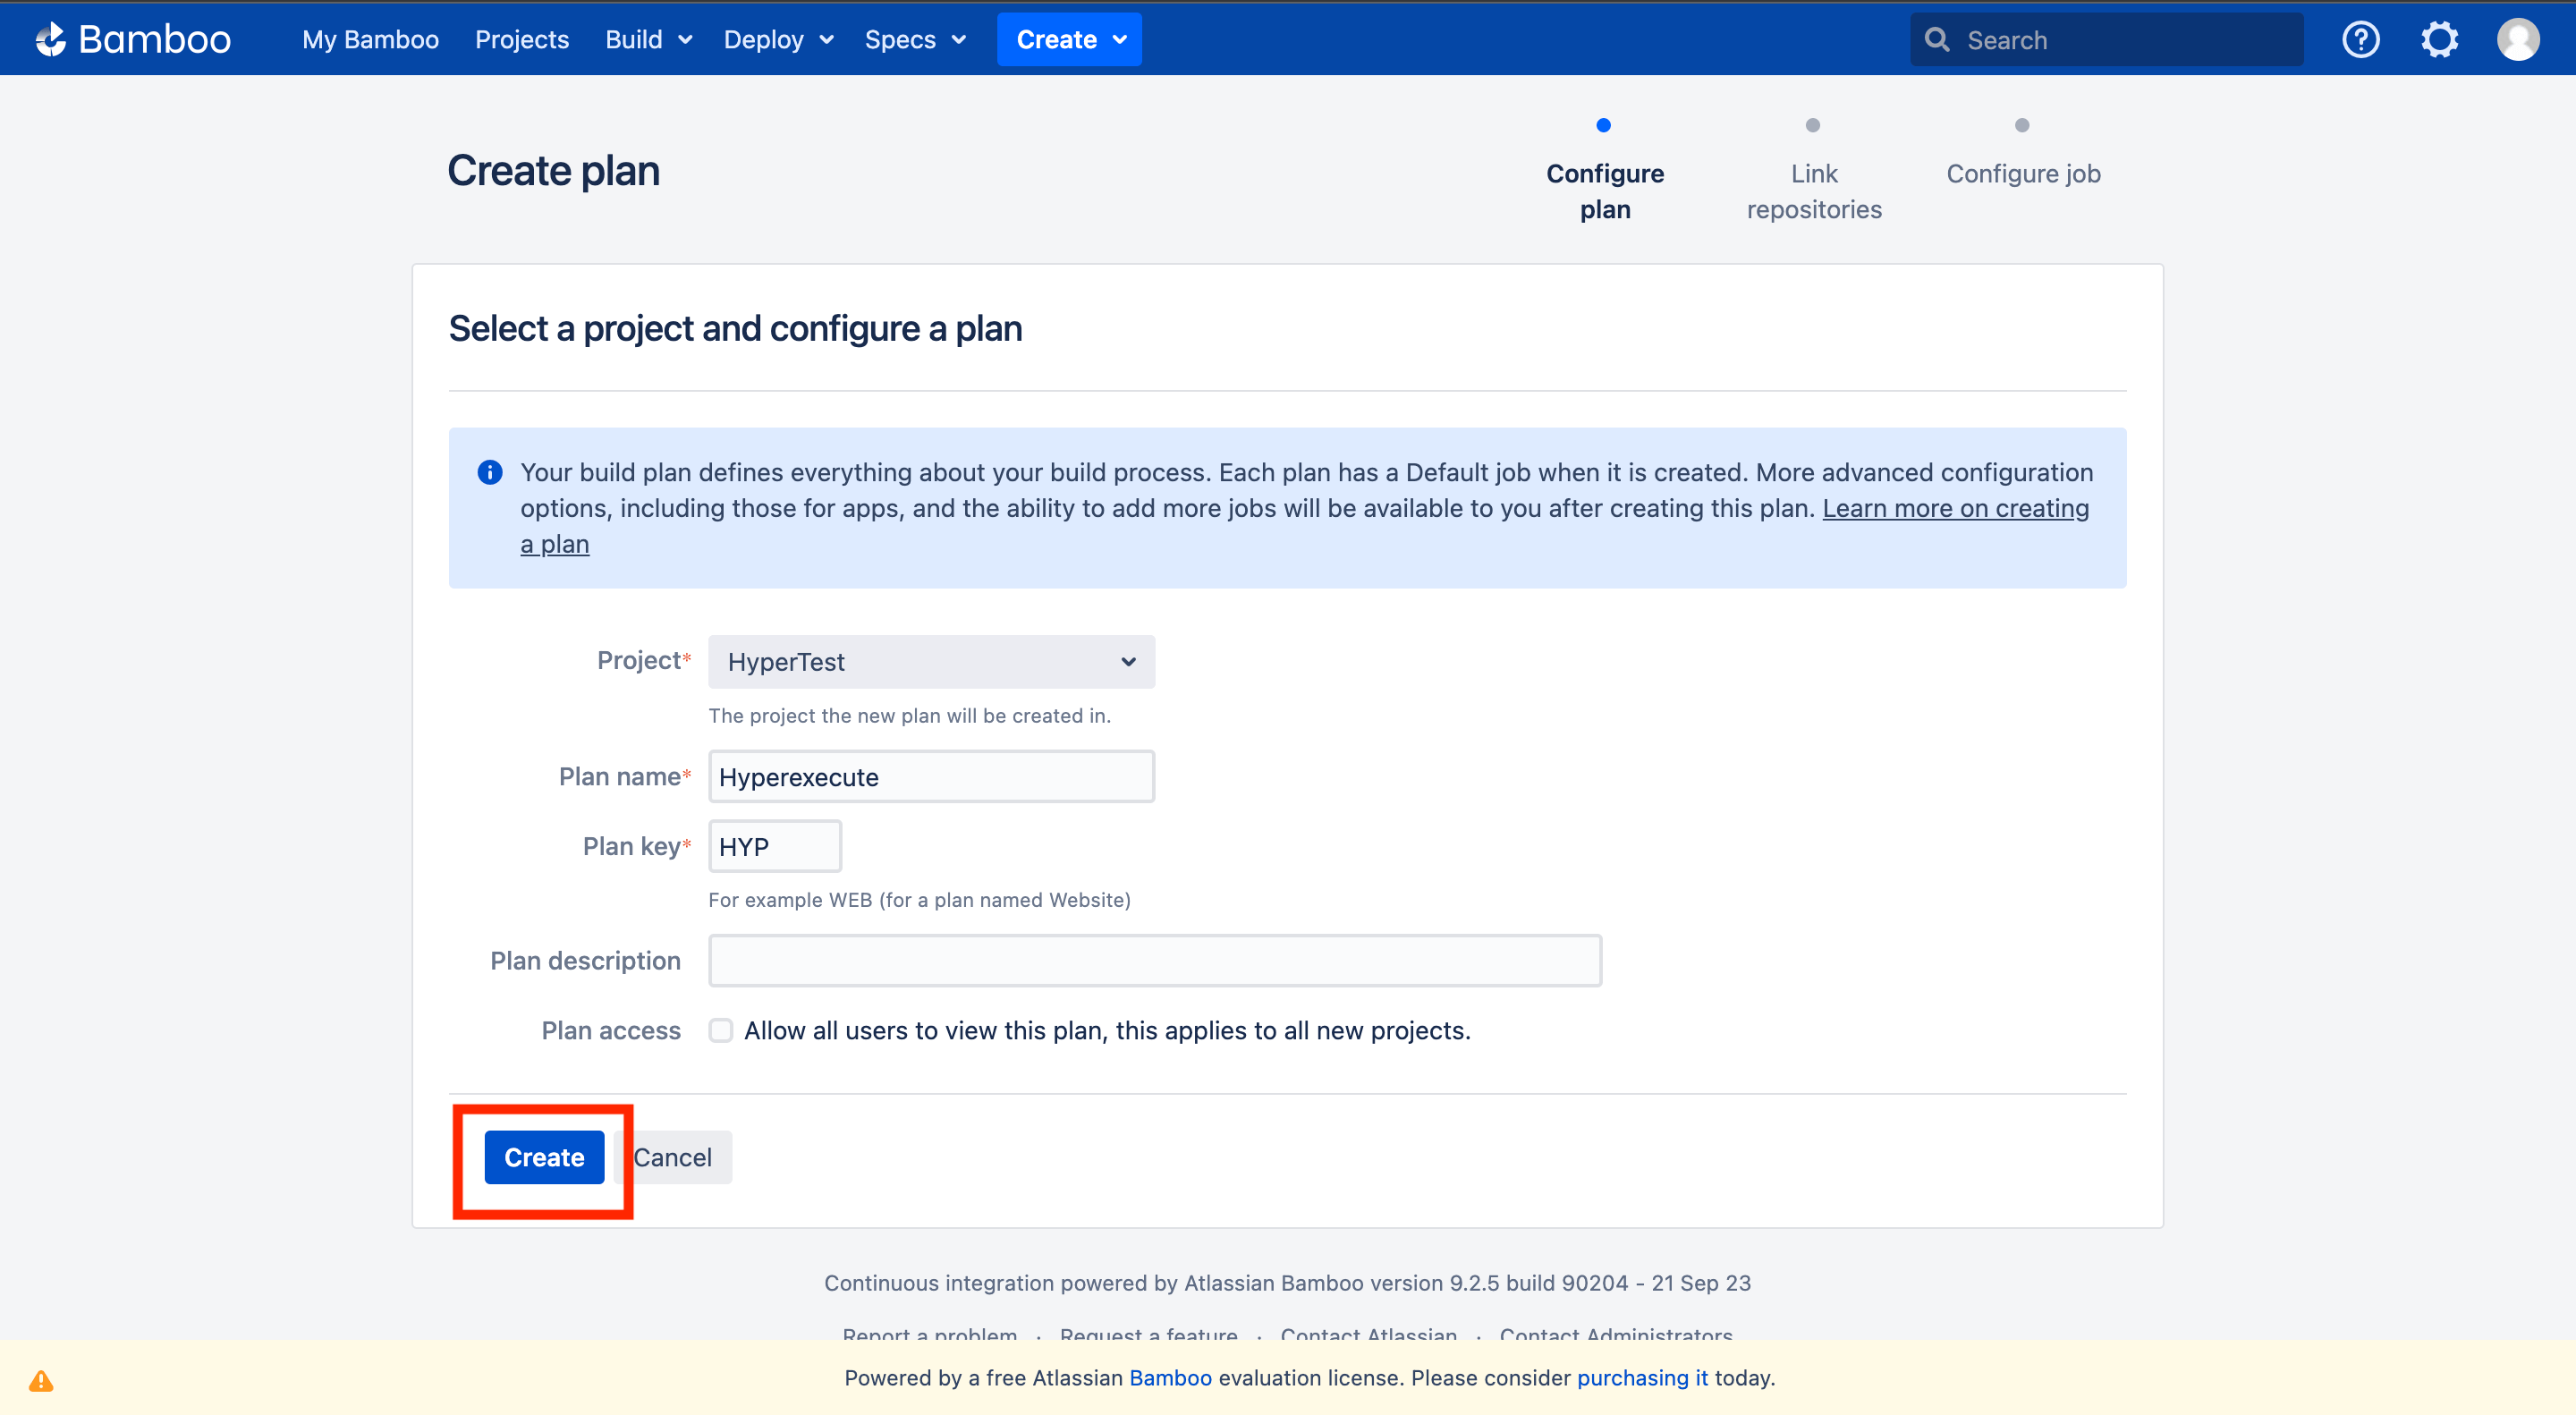 Bamboo My Bamboo Projects Build Deploy Specs Create Search
Create plan
Configure plan
Link repositories
Configure job
Select a project and configure a plan
Your build plan defines everything about your build process. Each plan has a Default job when it is created. More advanced configuration
options, including those for apps, and the ability to add more jobs will be available to you after creating this plan. Learn more on creating
a plan
Project* HyperTest
The project the new plan will be created in.
Plan name* Hyperexecute
Plan key* HYP
For example WEB (for a plan named Website)
Plan description
Plan access Allow all users to view this plan, this applies to all new projects.
Create Cancel
Continuous integration powered by Atlassian Bamboo version 9.2.5 build 90204 - 21 Sep 23
Report a problem · Request a feature · Contact Atlassian · Contact Administrators
Powered by a free Atlassian Bamboo evaluation license. Please consider purchasing it today.